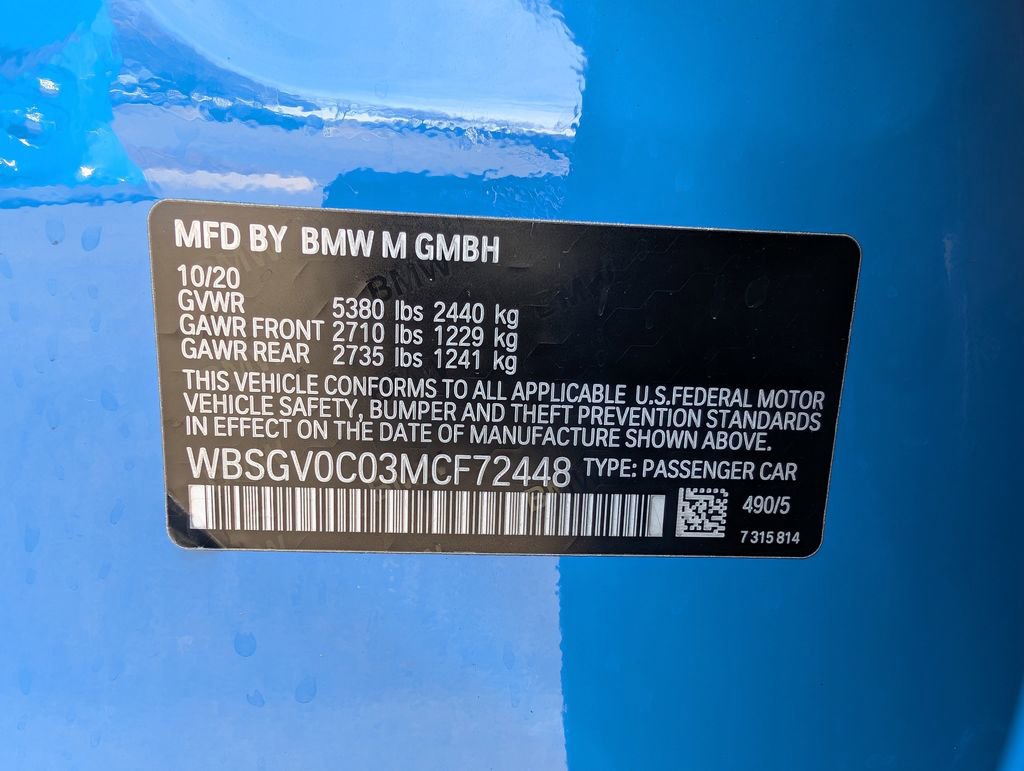 MFD BY BMW M GMBH
10/20
GVWR 5380 lbs 2440 kg
GAWR FRONT 2710 lbs 1229 kg
GAWR REAR 2735 lbs 1241 kg
THIS VEHICLE CONFORMS TO ALL APPLICABLE U.S.FEDERAL MOTOR
VEHICLE SAFETY, BUMPER AND THEFT PREVENTION STANDARDS
IN EFFECT ON THE DATE OF MANUFACTURE SHOWN ABOVE.
WBSGV0C03MCF72448 TYPE: PASSENGER CAR
490/5
7 315 814
BMW